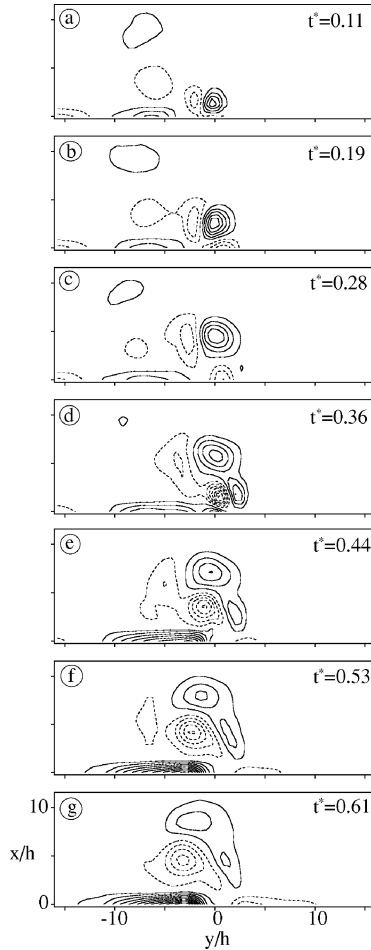 a t*=0.11
b t*=0.19
c t*=0.28
d t*=0.36
e t*=0.44
f t*=0.53
g t*=0.61
10
x/h
0
-10 0 10
y/h